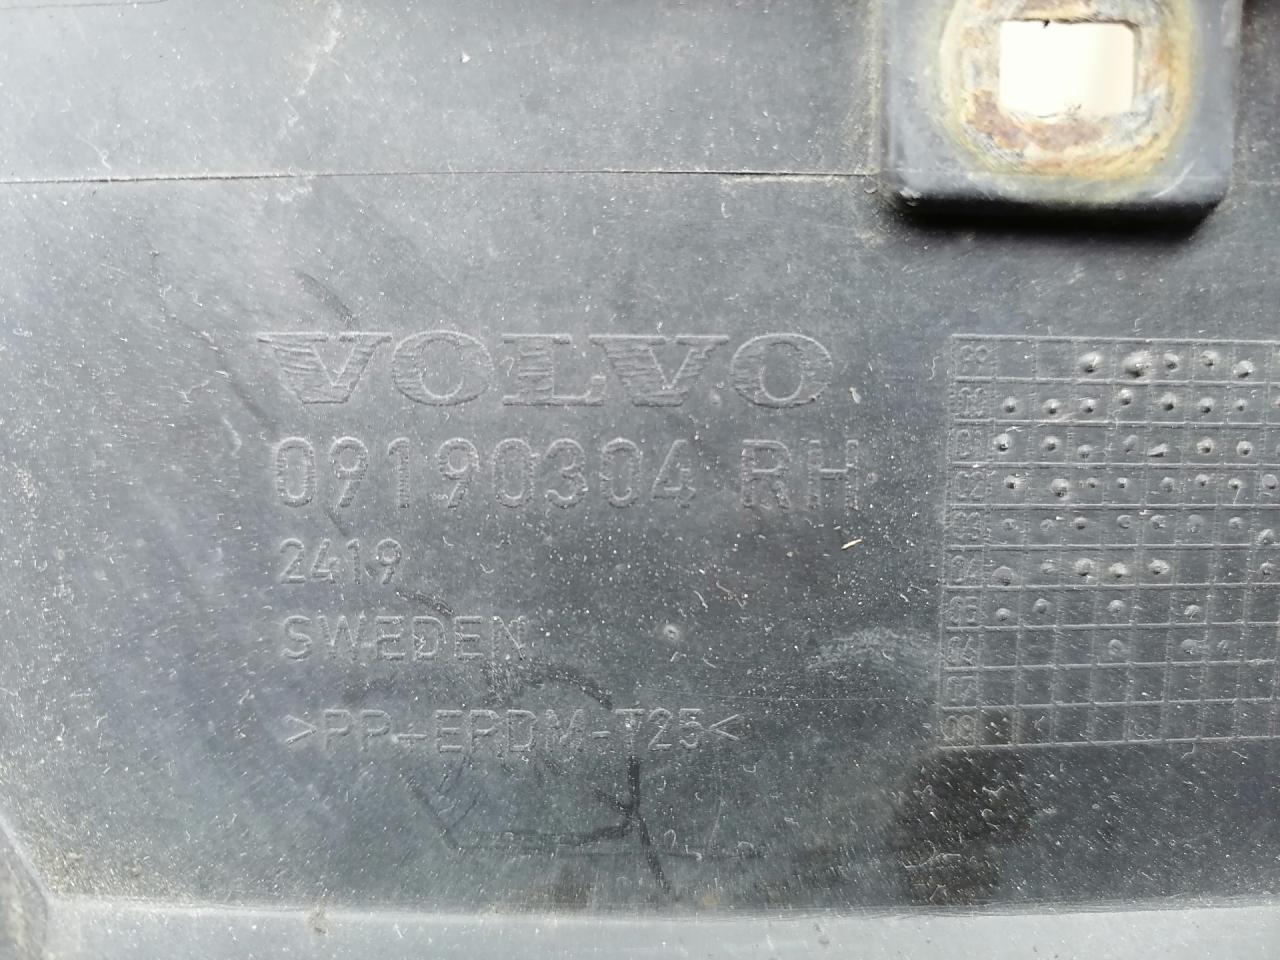 VOLVO
09190304 RH
2419
SWEDEN
>PP-EPDM-T25<